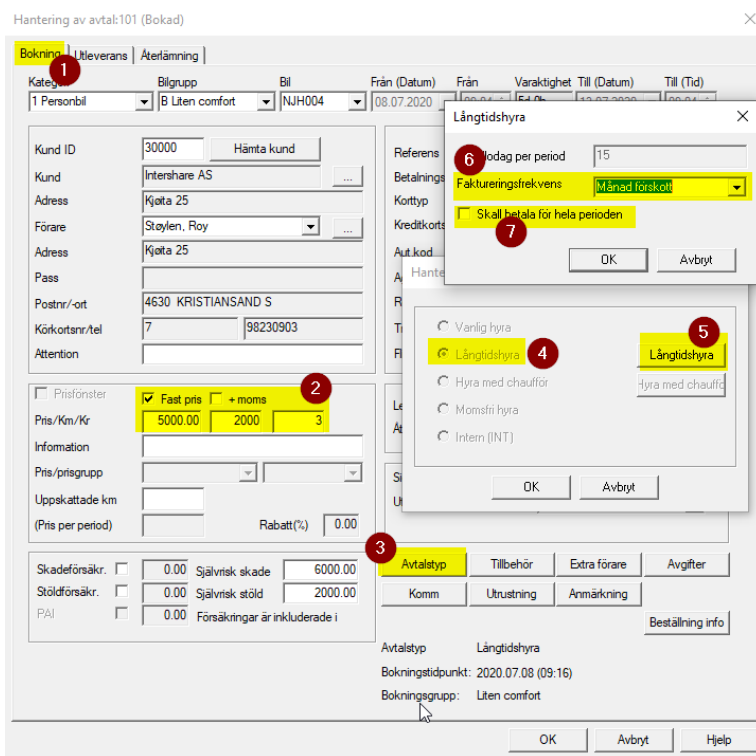 Hantering av avtal:101 (Bokad)
Bokning Utleverans Återlämning
1
Bilgrupp Bil Från (Datum) Från Varaktighet Till (Datum) Till (Tid)
1 Personbil B Liten comfort NJH004 08.07.2020
Kund ID 30000 Hämta kund
Kund Intershare AS ...
Adress Kjøita 25
Förare Støylen, Roy ...
Adress Kjøita 25
Pass
Postnr/-ort 4630 KRISTIANSAND S
Körkortsnr/tel 7 98230903
Attention
Referens
Korttyp
Aut.kod
Långtidshyra
6 per period 15
Faktureringsfrekvens Månad förskott
Skall betala för hela perioden
7
OK Avbryt
Vanlig hyra
Långtidshyra 4
5
Långtidshyra
Hyra med chaufför
Momsfri hyra
Intern (INT)
OK Avbryt
Prisfönster Fast pris + moms 2
Pris/Km/Kr 5000.00 2000 3
Information
Pris/prisgrupp
Uppskattade km
(Pris per period) Rabatt(%) 0.00
Skadeförsäkr. 0.00 Självrisk skade 6000.00
Stöldförsäkr. 0.00 Självrisk stöld 2000.00
PAI 0.00 Försäkringar är inkluderade i
3
Avtalstyp Tillbehör Extra förare Avgifter
Komm Utrustning Anmärkning
Beställning info
Avtalstyp Långtidshyra
Bokningstidpunkt: 2020.07.08 (09:16)
Bokningsgrupp: Liten comfort
OK Avbryt Hjelp